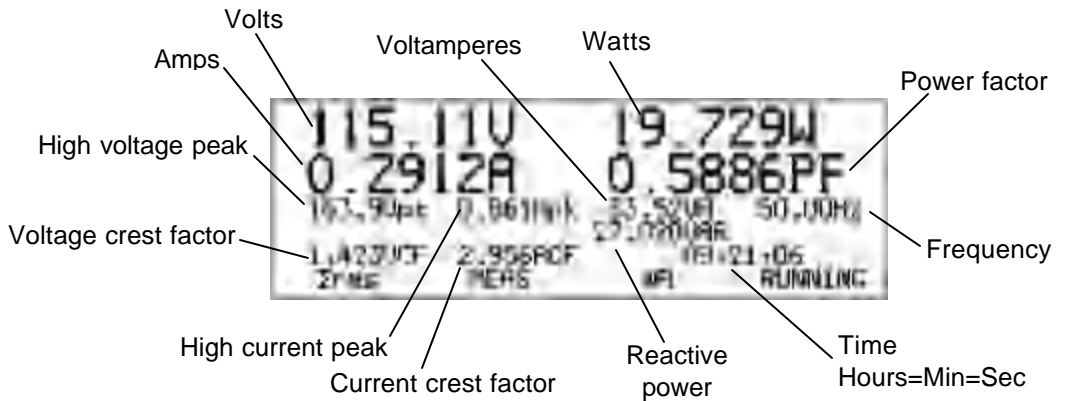 Volts
Voltamperes
Watts
Amps
Power factor
115.11V 19.729W
High voltage peak
0.2912A 0.5886PF
50.00Hz
Voltage crest factor
Frequency
2.956ACF
Σrms MEAS RUNNING
High current peak
Current crest factor
Reactive
power
Time
Hours=Min=Sec